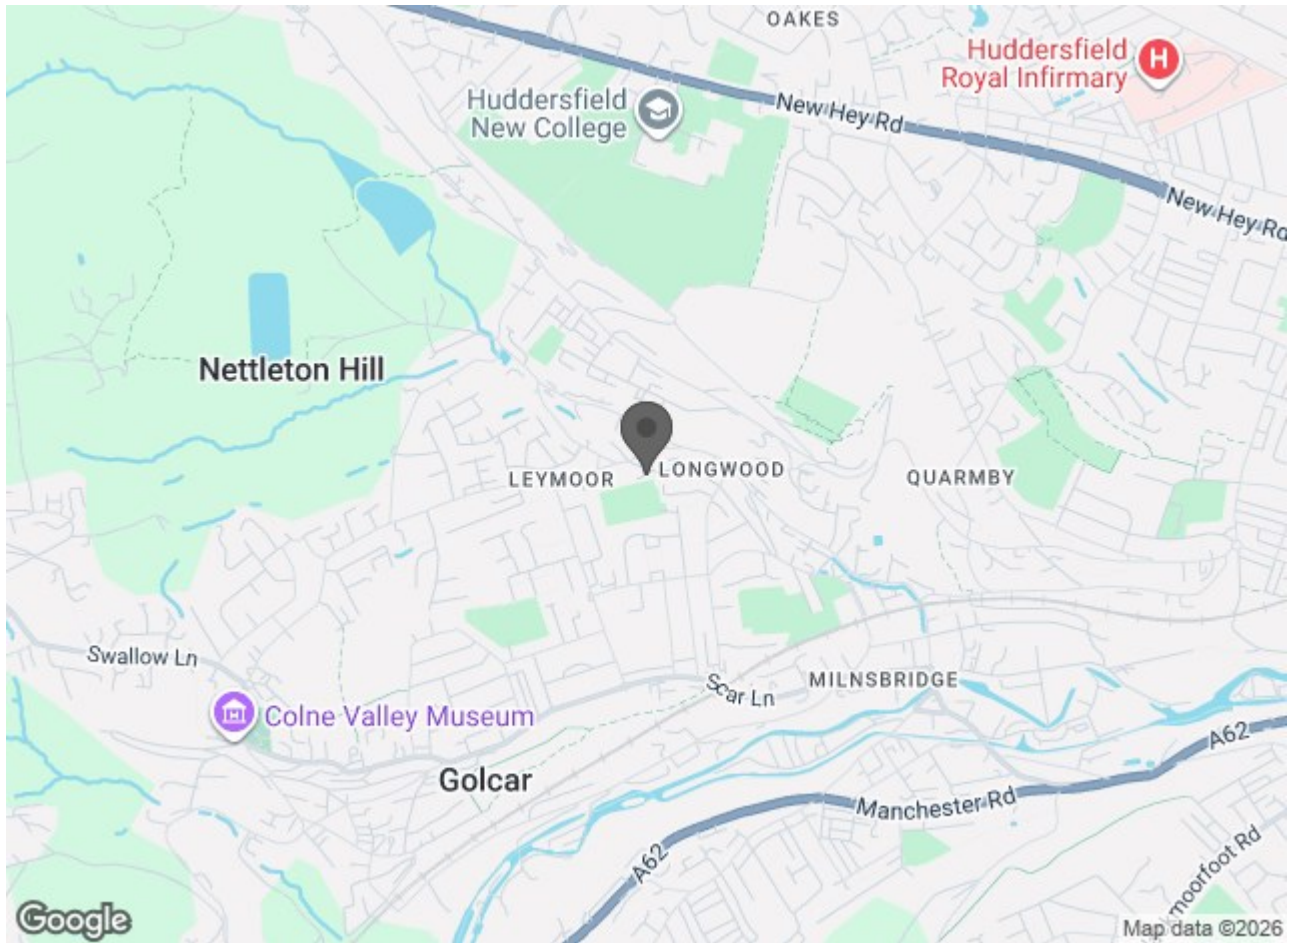 OAKES
Huddersfield
Royal Infirmary
H
Huddersfield
New College
New Hey Rd
New Hey Rd
Nettleton Hill
LEYMOOR
LONGWOOD
QUARMBY
Swallow Ln
Scar Ln
MILNSBRIDGE
Colne Valley Museum
A62
Golcar
Manchester Rd
A62
moorfoot Rd
Google
Map data ©2026